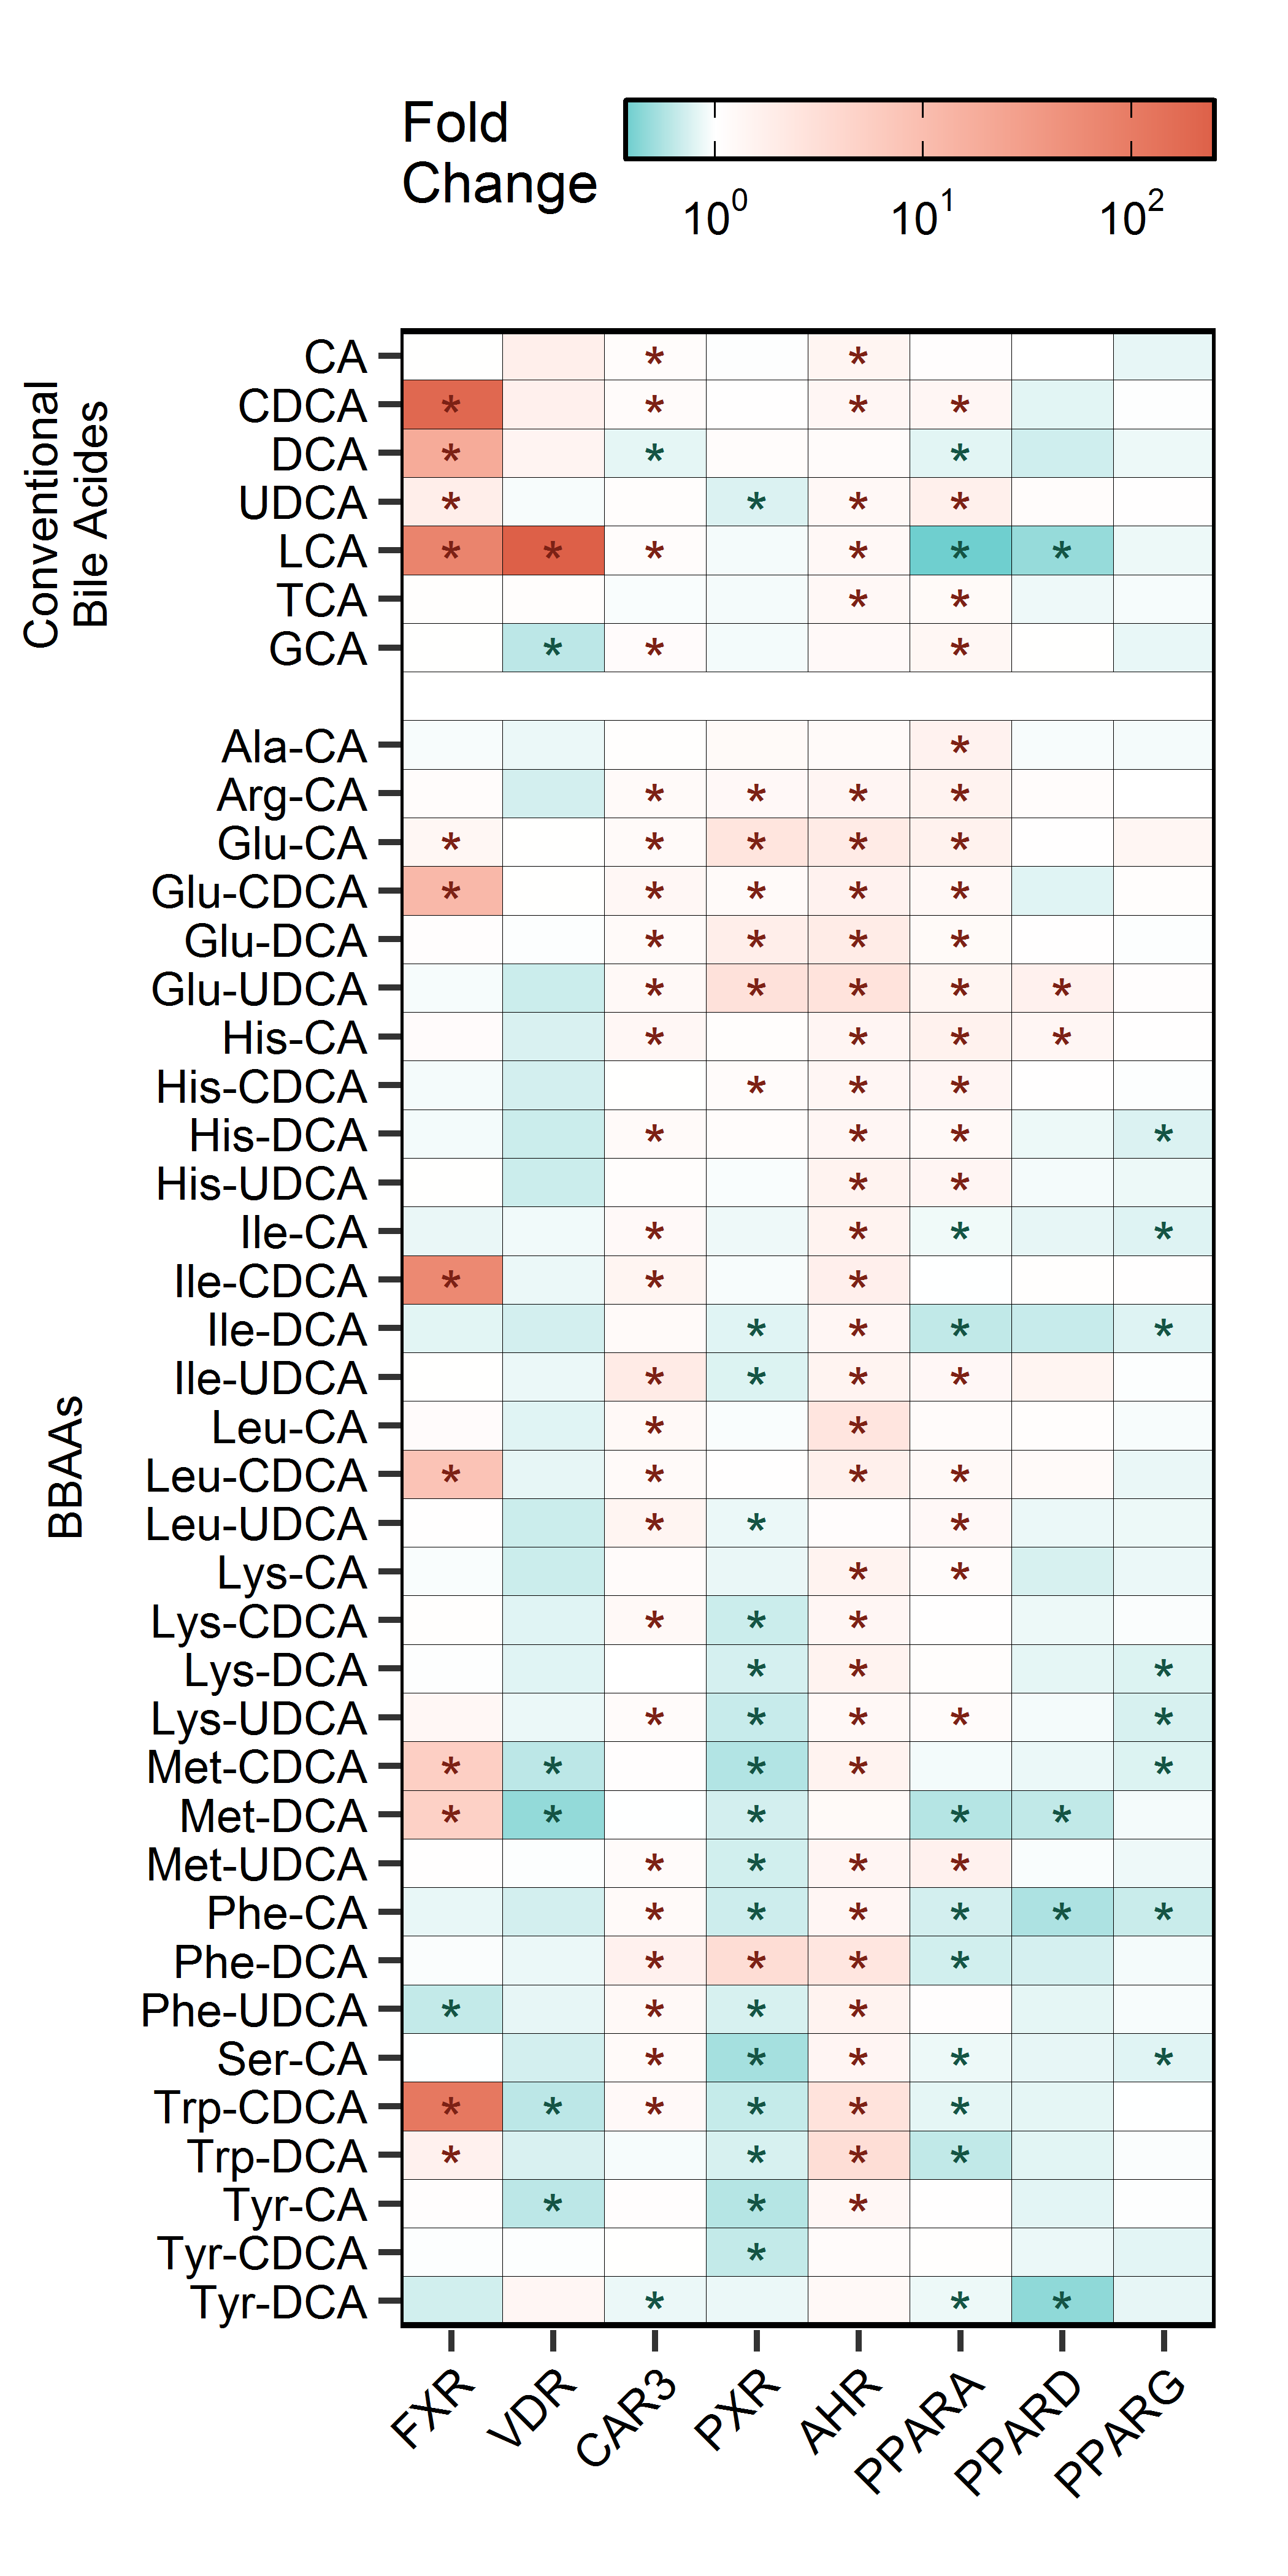 Fold
Change
10^0 10^1 10^2
Conventional
Bile Acides
CA * *
CDCA * * * *
DCA * * *
UDCA * * * *
LCA * * * * * *
TCA * *
GCA * * *
BBAAs
Ala-CA *
Arg-CA * * * *
Glu-CA * * * * *
Glu-CDCA * * * * *
Glu-DCA * * * *
Glu-UDCA * * * * *
His-CA * * * *
His-CDCA * * *
His-DCA * * * *
His-UDCA * *
Ile-CA * * * *
Ile-CDCA * * *
Ile-DCA * * * *
Ile-UDCA * * * *
Leu-CA * *
Leu-CDCA * * * *
Leu-UDCA * * *
Lys-CA * *
Lys-CDCA * * *
Lys-DCA * * *
Lys-UDCA * * * * *
Met-CDCA * * * * *
Met-DCA * * * * *
Met-UDCA * * * *
Phe-CA * * * * * *
Phe-DCA * * * *
Phe-UDCA * * * *
Ser-CA * * * * *
Trp-CDCA * * * * * *
Trp-DCA * * * *
Tyr-CA * * *
Tyr-CDCA *
Tyr-DCA * * *
FXR VDR CAR3 PXR AHR PPARA PPARD PPARG